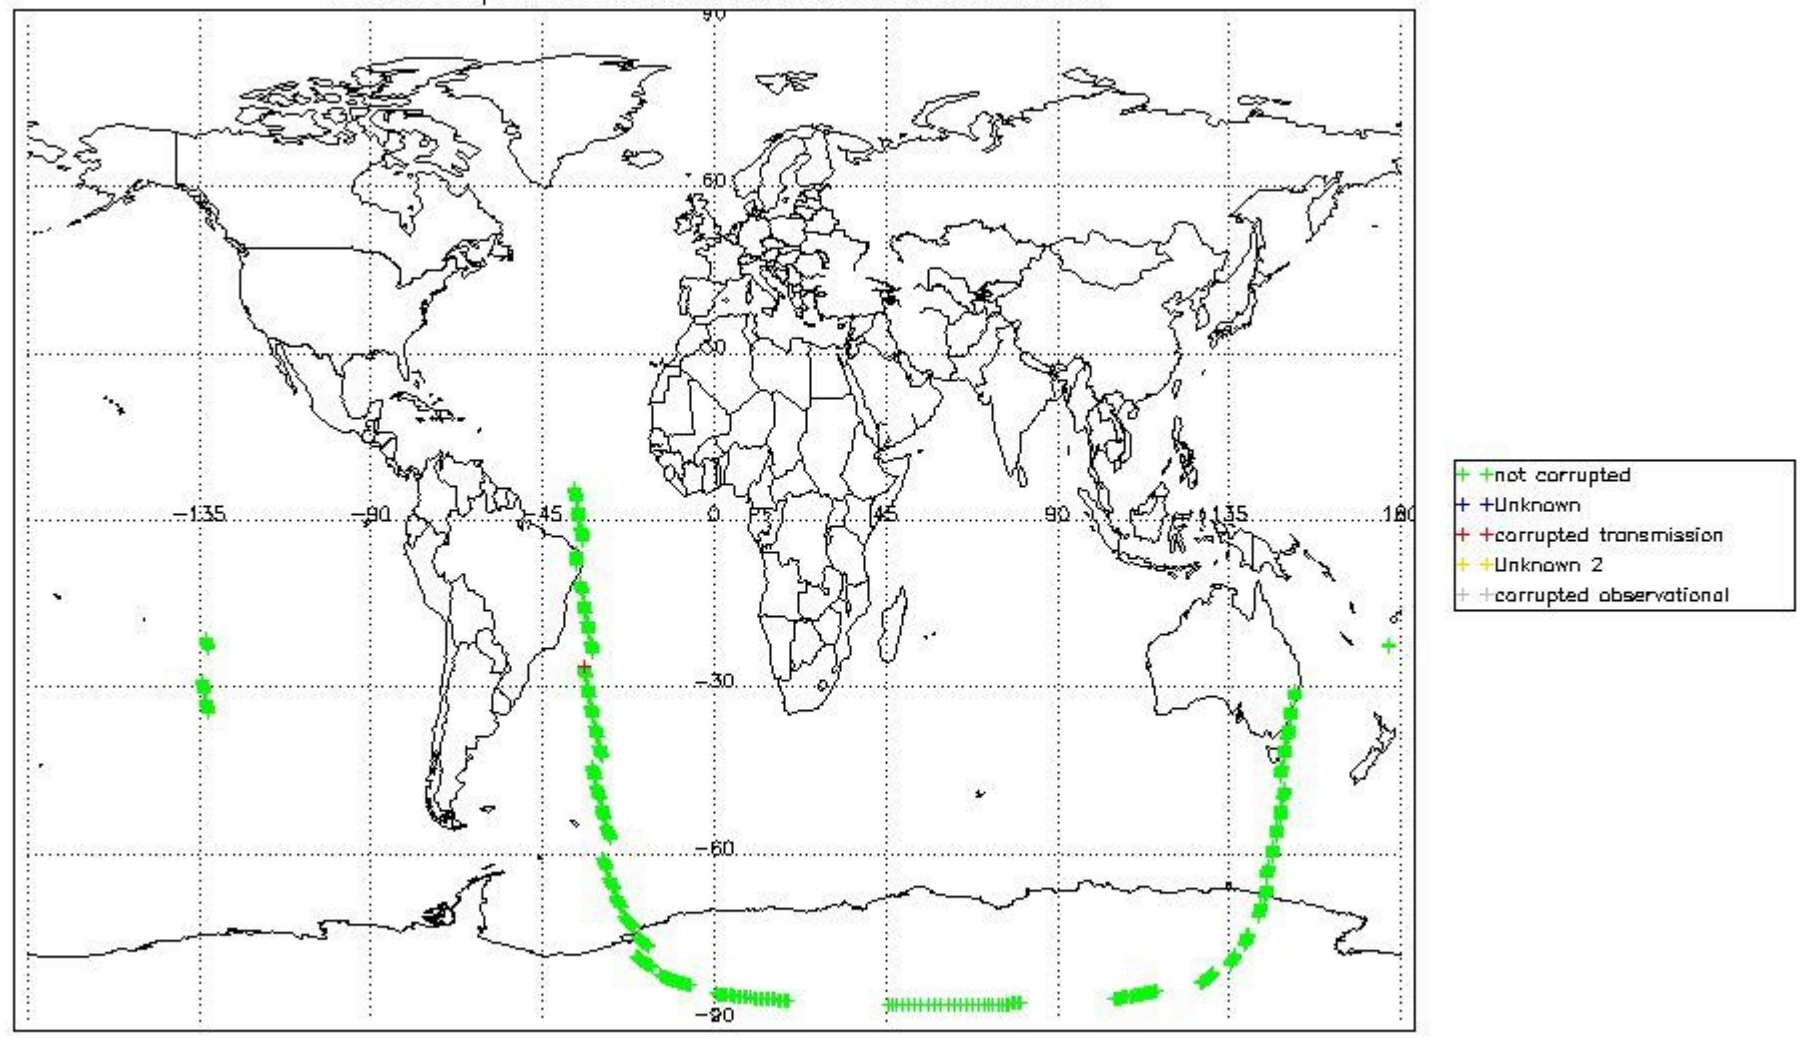 90
60
-135 -90 -45 0 45 90 135 180
-30
-60
-90
not corrupted
Unknown
corrupted transmission
Unknown 2
corrupted observational